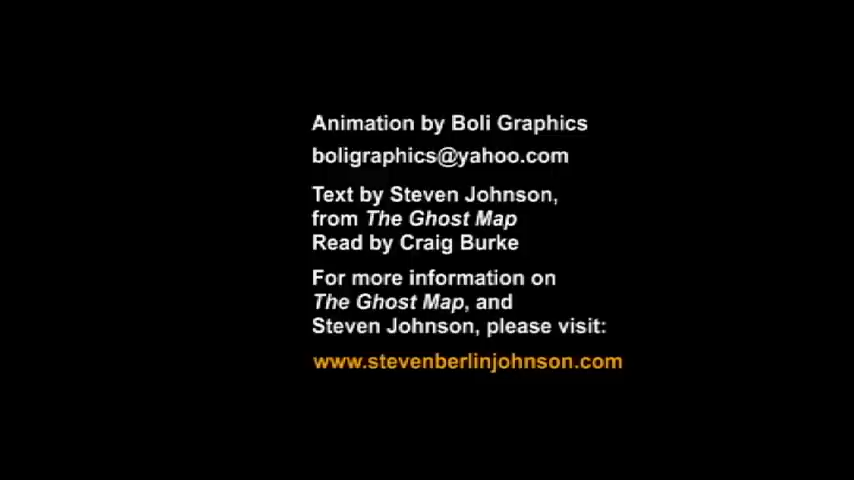 Animation by Boli Graphics
boligraphics@yahoo.com
Text by Steven Johnson,
from The Ghost Map
Read by Craig Burke
For more information on
The Ghost Map, and
Steven Johnson, please visit:
www.stevenberlinjohnson.com